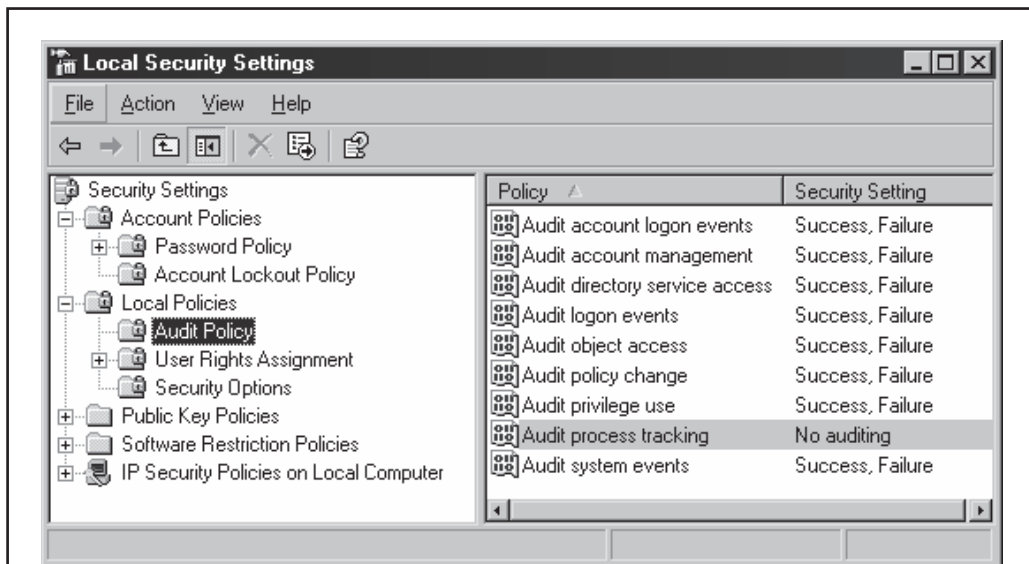 Local Security Settings
File Action View Help
Security Settings
Account Policies
Password Policy
Account Lockout Policy
Local Policies
Audit Policy
User Rights Assignment
Security Options
Public Key Policies
Software Restriction Policies
IP Security Policies on Local Computer
Policy Security Setting
Audit account logon events Success, Failure
Audit account management Success, Failure
Audit directory service access Success, Failure
Audit logon events Success, Failure
Audit object access Success, Failure
Audit policy change Success, Failure
Audit privilege use Success, Failure
Audit process tracking No auditing
Audit system events Success, Failure